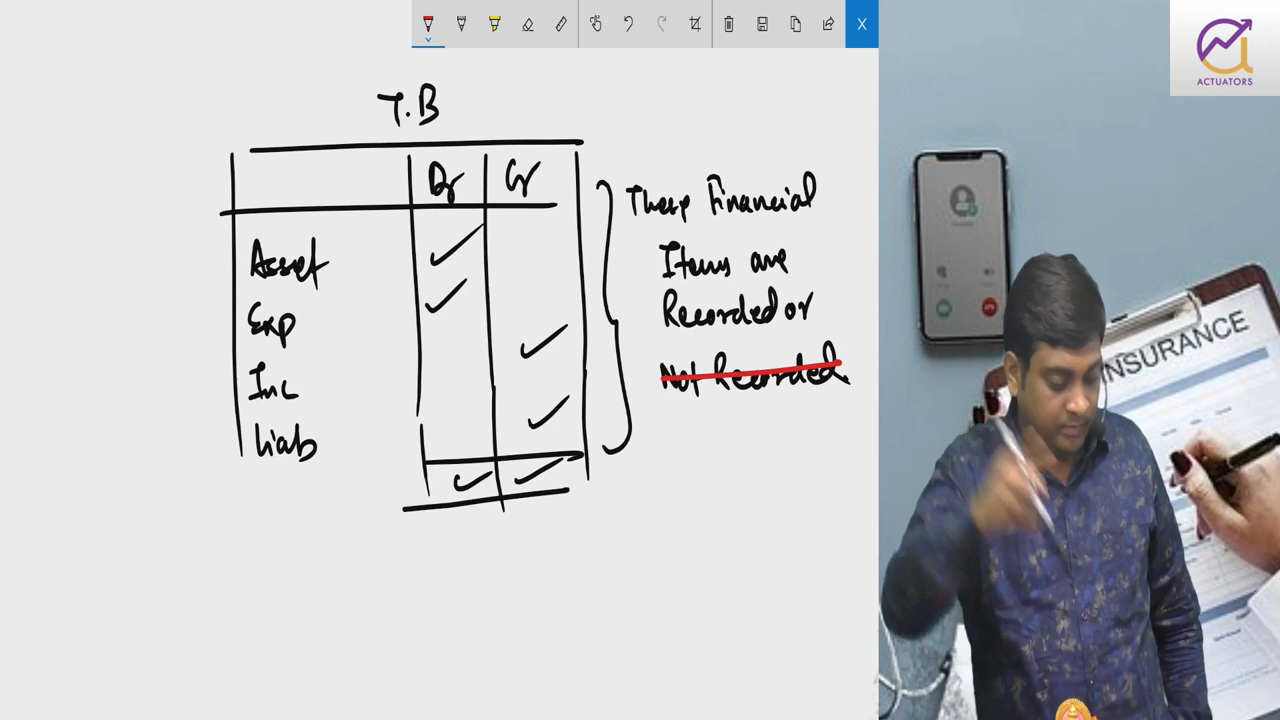 T.B
Dr Cr
Asset
Exp
Inc
Liab
These Financial
Items are
Recorded or
Not Recorded
X
ACTUATORS
INSURANCE